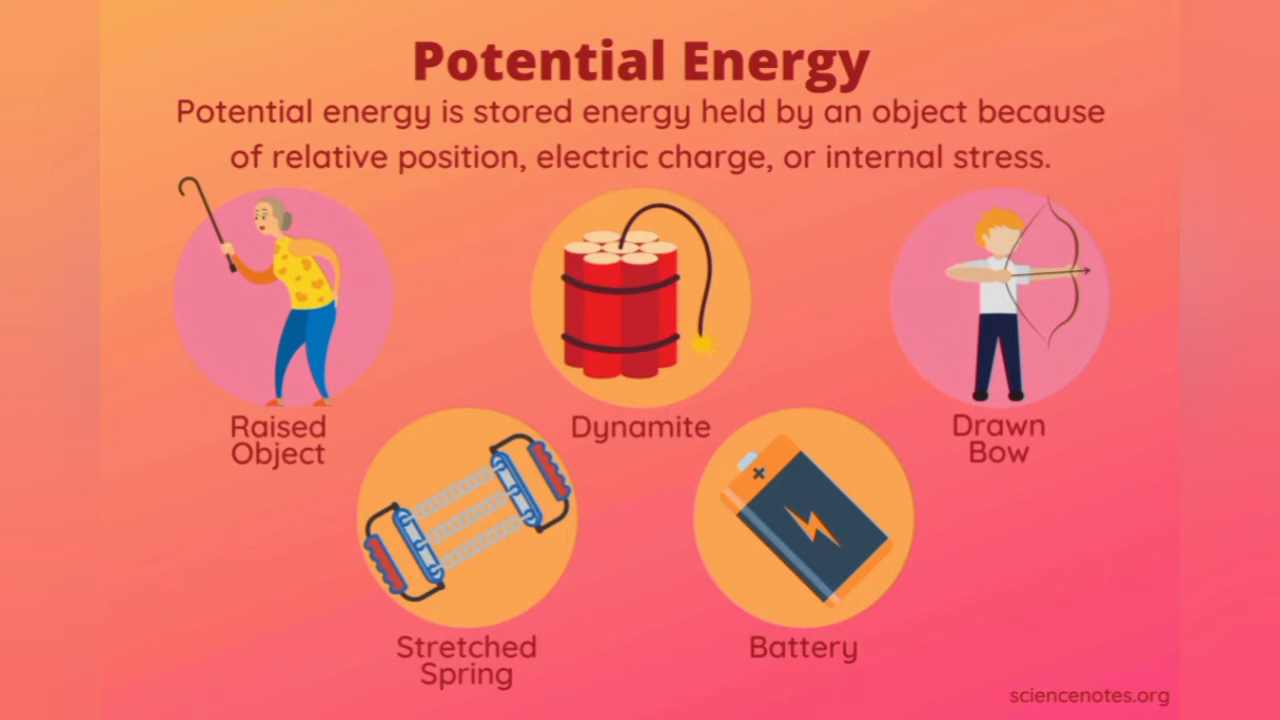 Potential Energy
Potential energy is stored energy held by an object because
of relative position, electric charge, or internal stress.
Raised
Object
Dynamite
Drawn
Bow
+
Stretched
Spring
Battery
sciencenotes.org